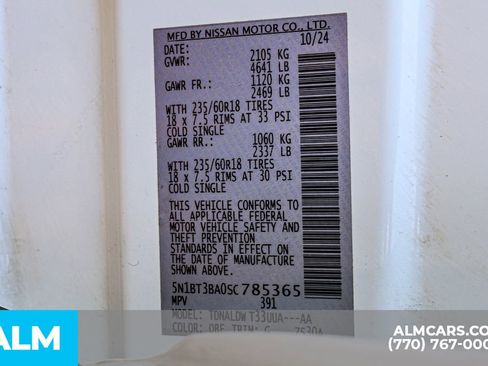 MFD BY NISSAN MOTOR CO., LTD.
DATE: 10/24
GVWR: 2105 KG
4641 LB
GAWR FR.: 1120 KG
2469 LB
WITH 235/60R18 TIRES
18 x 7.5 RIMS AT 33 PSI
COLD SINGLE
GAWR RR.: 1060 KG
2337 LB
WITH 235/60R18 TIRES
18 x 7.5 RIMS AT 30 PSI
COLD SINGLE
THIS VEHICLE CONFORMS TO
ALL APPLICABLE FEDERAL
MOTOR VEHICLE SAFETY AND
THEFT PREVENTION
STANDARDS IN EFFECT ON
THE DATE OF MANUFACTURE
SHOWN ABOVE.
5N1BT3BA0SC785365
MPV 391
MODEL: TDNALDW T33UUA---AA
COLOR: TRIM: G
ALM
ALMCARS.COM
(770) 767-000